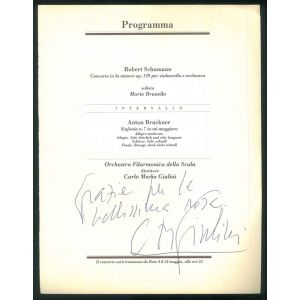 Programma
Robert Schumann
Concerto in la minore op. 129 per violoncello e orchestra
solista
Mario Brunello
INTERVALLO
Anton Bruckner
Sinfonia n. 7 in mi maggiore
Allegro moderato
Adagio. Sehr feierlich und sehr langsam
Scherzo. Sehr schnell
Finale. Bewegt, doch nicht schnell
Orchestra Filarmonica della Scala
direttore
Carlo Maria Giulini
Grazie per la
bellissima rosa
CMGiulini
Il concerto sarà trasmesso da Rete 4 il 14 maggio, alle ore 23